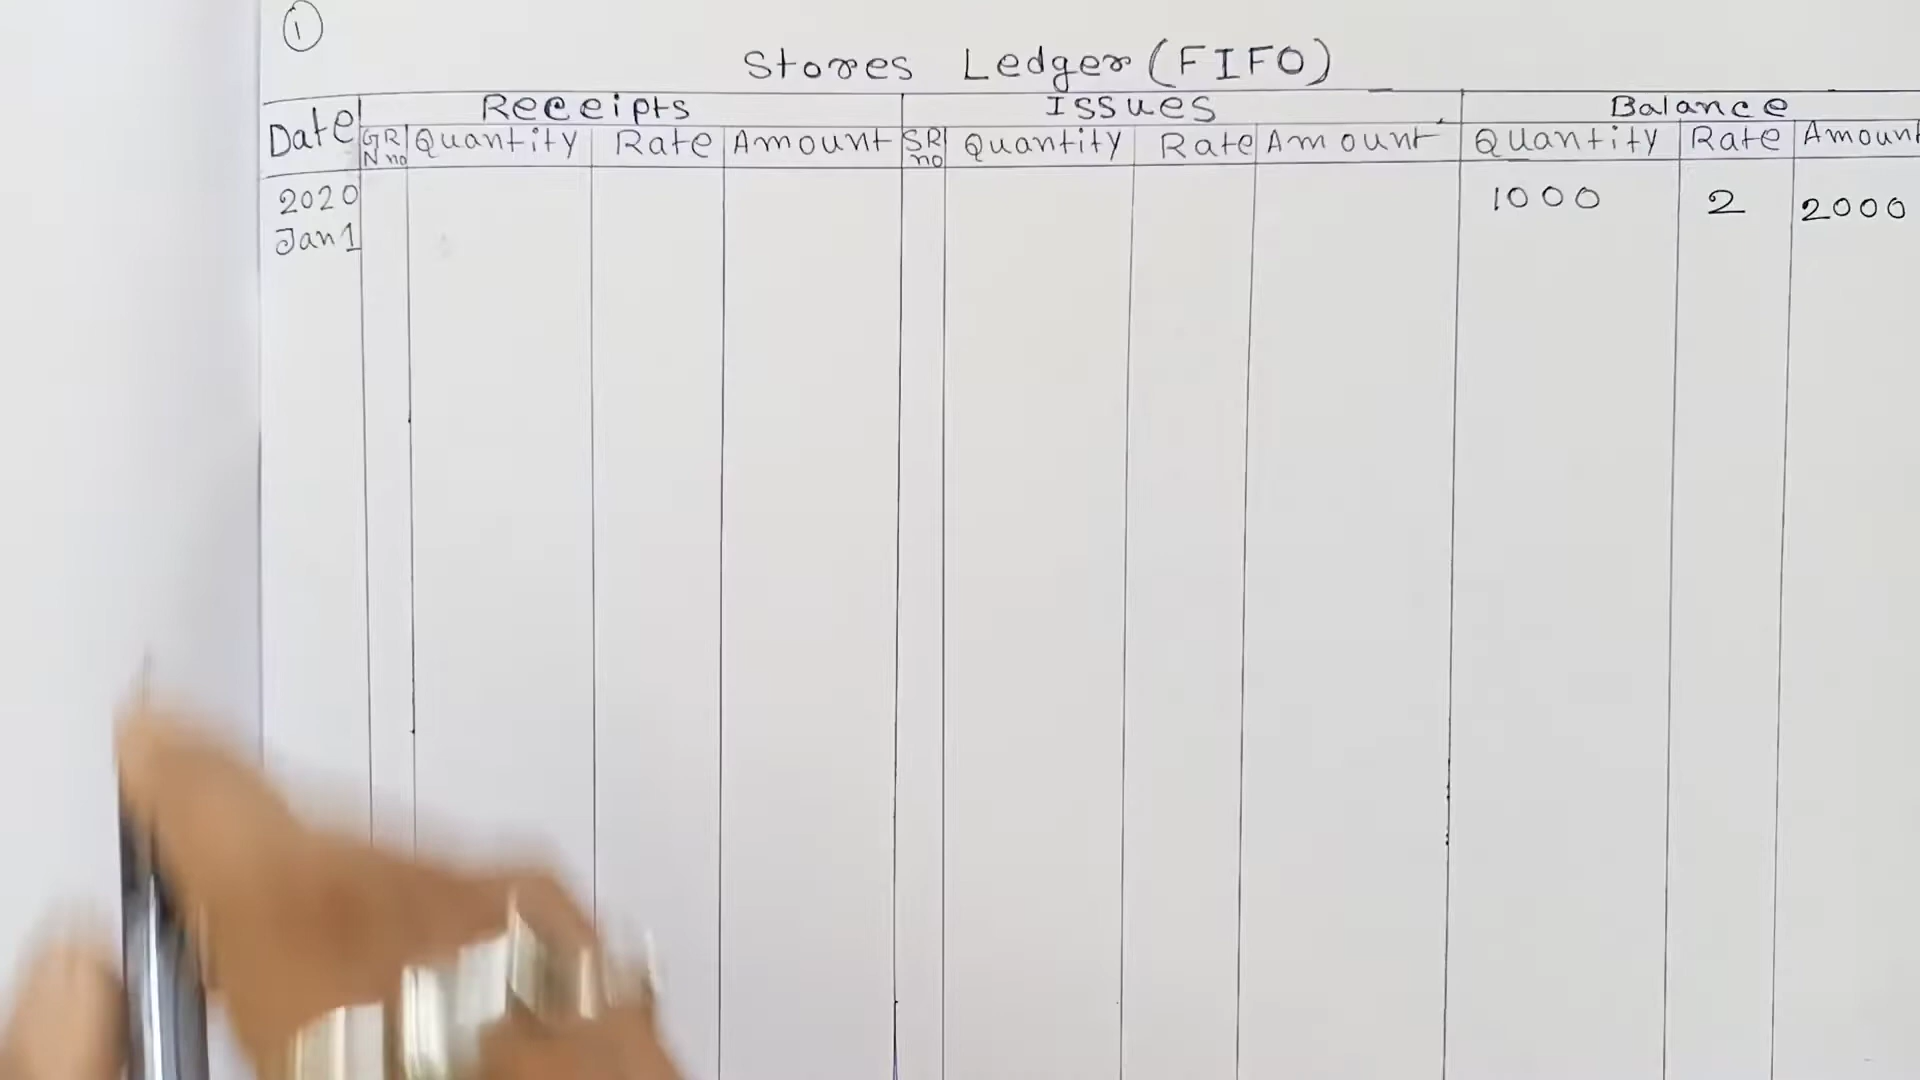 1
Stores Ledger (FIFO)
Date Receipts Issues Balance
GRN no Quantity Rate Amount SR no Quantity Rate Amount Quantity Rate Amount
2020 1000 2 2000
Jan 1